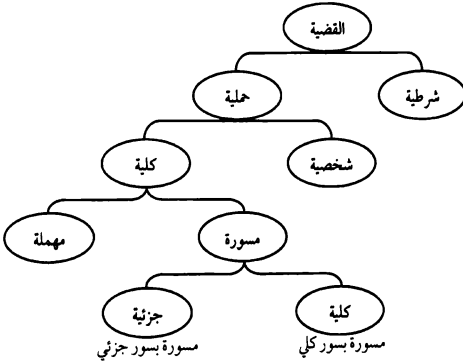 القضية
شرطية
حملية
شخصية
كلية
مسورة
مهملة
كلية
جزئية
مسورة بسور كلي
مسورة بسور جزئي